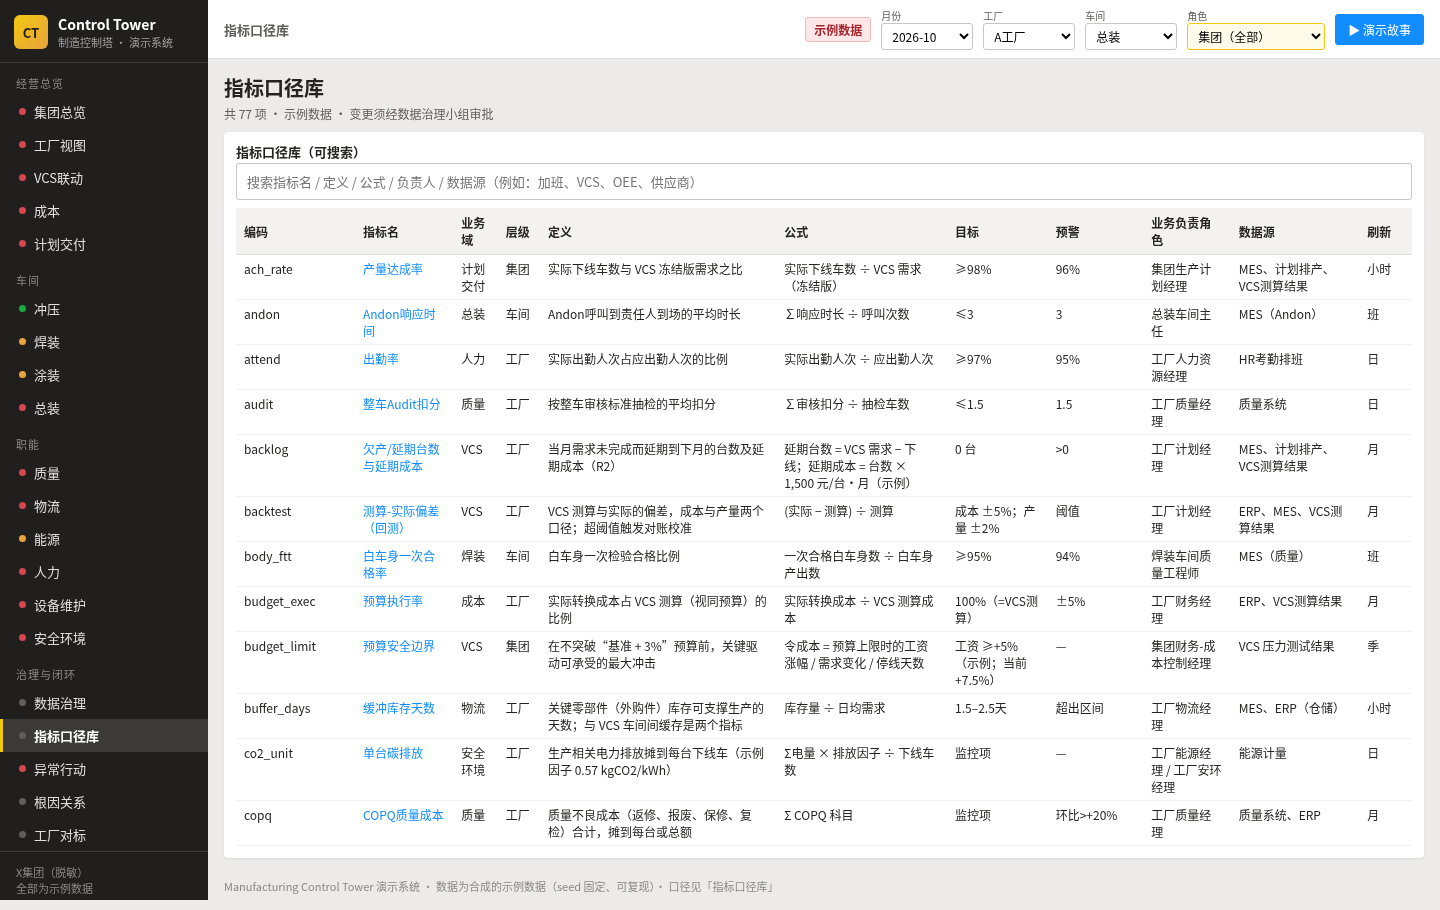 CT
Control Tower
制造控制塔 · 演示系统
经营总览
集团总览
工厂视图
VCS联动
成本
计划交付
车间
冲压
焊装
涂装
总装
职能
质量
物流
能源
人力
设备维护
安全环境
治理与闭环
数据治理
指标口径库
异常行动
根因关系
工厂对标
X集团（脱敏）
全部为示例数据
指标口径库
示例数据
月份
2026-10
工厂
A工厂
车间
总装
角色
集团（全部）
▶ 演示故事
指标口径库
共 77 项 · 示例数据 · 变更须经数据治理小组审批
指标口径库（可搜索）
搜索指标名 / 定义 / 公式 / 负责人 / 数据源（例如：加班、VCS、OEE、供应商）
编码 指标名 业务域 层级 定义 公式 目标 预警 业务负责角色 数据源 刷新
ach_rate 产量达成率 计划交付 集团 实际下线车数与 VCS 冻结版需求之比 实际下线车数 ÷ VCS 需求（冻结版） ≥98% 96% 集团生产计划经理 MES、计划排产、VCS测算结果 小时
andon Andon响应时间 总装 车间 Andon呼叫到责任人到场的平均时长 Σ响应时长 ÷ 呼叫次数 ≤3 3 总装车间主任 MES（Andon） 班
attend 出勤率 人力 工厂 实际出勤人次占应出勤人次的比例 实际出勤人次 ÷ 应出勤人次 ≥97% 95% 工厂人力资源经理 HR考勤排班 日
audit 整车Audit扣分 质量 工厂 按整车审核标准抽检的平均扣分 Σ审核扣分 ÷ 抽检车数 ≤1.5 1.5 工厂质量经理 质量系统 日
backlog 欠产/延期台数与延期成本 VCS 工厂 当月需求未完成而延期到下月的台数及延期成本（R2） 延期台数 = VCS 需求 − 下线；延期成本 = 台数 × 1,500 元/台·月（示例） 0 台 >0 工厂计划经理 MES、计划排产、VCS测算结果 月
backtest 测算-实际偏差（回测） VCS 工厂 VCS 测算与实际的偏差，成本与产量两个口径；超阈值触发对账校准 (实际 − 测算) ÷ 测算 成本 ±5%；产量 ±2% 阈值 工厂计划经理 ERP、MES、VCS测算结果 月
body_ftt 白车身一次合格率 焊装 车间 白车身一次检验合格比例 一次合格白车身数 ÷ 白车身产出数 ≥95% 94% 焊装车间质量工程师 MES（质量） 班
budget_exec 预算执行率 成本 工厂 实际转换成本占 VCS 测算（视同预算）的比例 实际转换成本 ÷ VCS 测算成本 100%（=VCS测算） ±5% 工厂财务经理 ERP、VCS测算结果 月
budget_limit 预算安全边界 VCS 集团 在不突破“基准 + 3%”预算前，关键驱动可承受的最大冲击 令成本 = 预算上限时的工资涨幅 / 需求变化 / 停线天数 工资 ≥+5%（示例；当前 +7.5%） — 集团财务-成本控制经理 VCS 压力测试结果 季
buffer_days 缓冲库存天数 物流 工厂 关键零部件（外购件）库存可支撑生产的天数；与 VCS 车间间缓存是两个指标 库存量 ÷ 日均需求 1.5–2.5天 超出区间 工厂物流经理 MES、ERP（仓储） 小时
co2_unit 单台碳排放 安全环境 工厂 生产相关电力排放摊到每台下线车（示例因子 0.57 kgCO2/kWh） Σ电量 × 排放因子 ÷ 下线车数 监控项 — 工厂能源经理 / 工厂安环经理 能源计量 日
copq COPQ质量成本 质量 工厂 质量不良成本（返修、报废、保修、复检）合计，摊到每台或总额 Σ COPQ 科目 监控项 环比>+20% 工厂质量经理 质量系统、ERP 月
Manufacturing Control Tower 演示系统 · 数据为合成的示例数据（seed 固定、可复现）· 口径见「指标口径库」